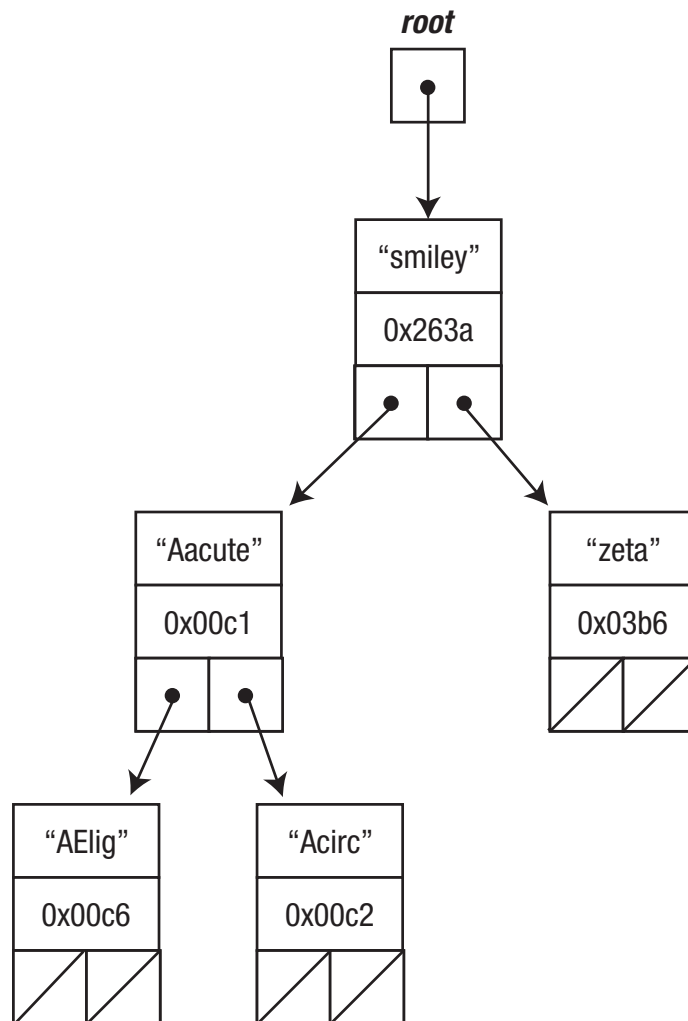 root
“smiley”
0x263a
“Aacute”
“zeta”
0x00c1
0x03b6
“AElig”
“Acirc”
0x00c6
0x00c2